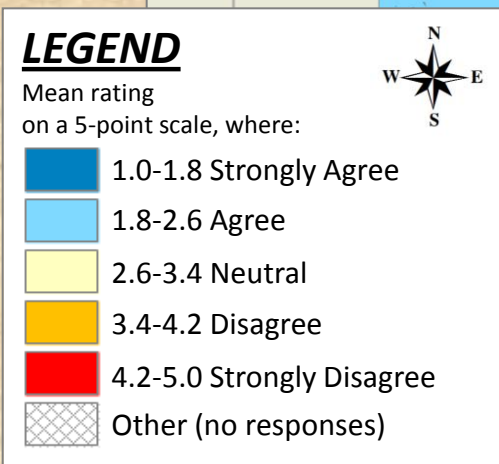 LEGEND
N
W E
S
Mean rating
on a 5-point scale, where:
1.0-1.8 Strongly Agree
1.8-2.6 Agree
2.6-3.4 Neutral
3.4-4.2 Disagree
4.2-5.0 Strongly Disagree
Other (no responses)